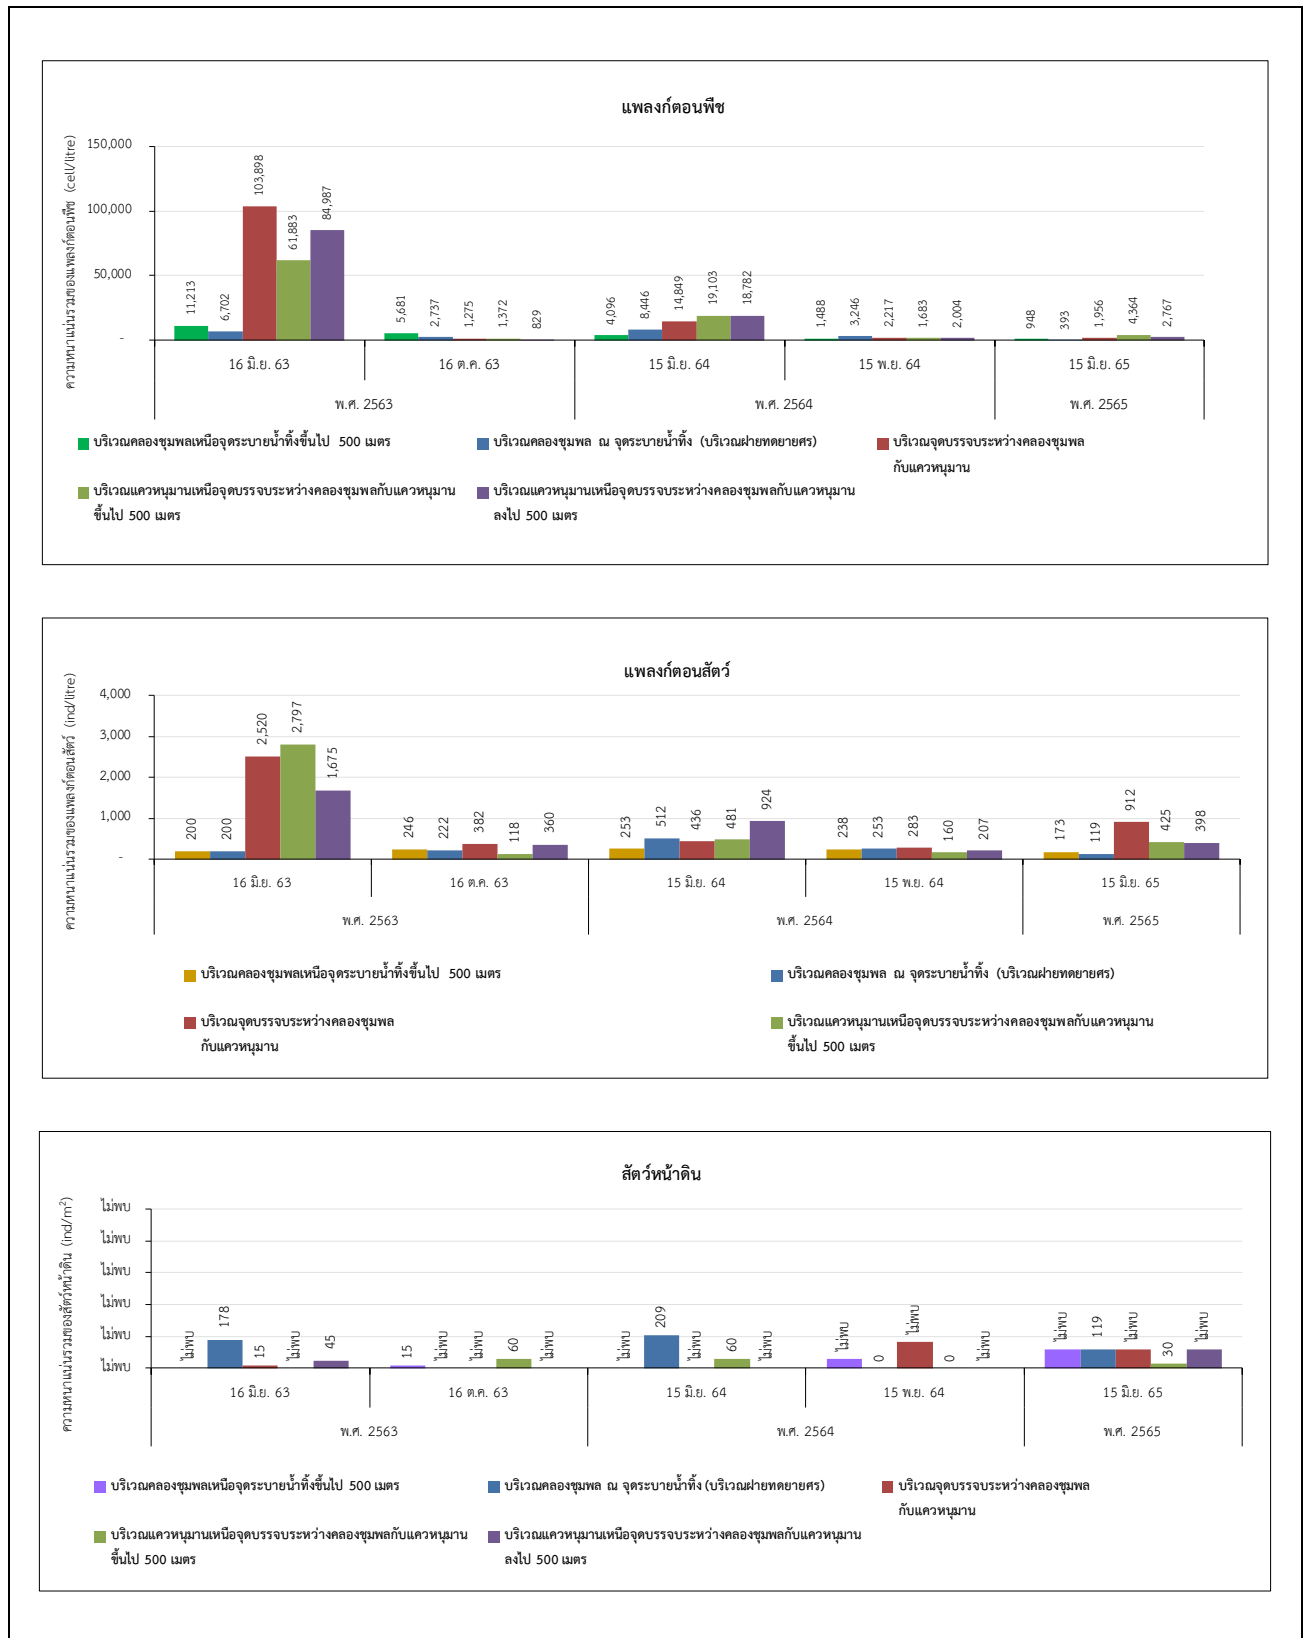 แพลงก์ตอนพืช
ความหนาแน่นรวมของแพลงก์ตอนพืช (cell/litre)
150,000
100,000
50,000
-
11,213 6,702 103,898 61,883 84,987
5,681 2,737 1,275 1,372 829
4,096 8,446 14,849 19,103 18,782
1,488 3,246 2,217 1,683 2,004
948 393 1,956 4,364 2,767
16 มิ.ย. 63 16 ต.ค. 63 15 มิ.ย. 64 15 พ.ย. 64 15 มิ.ย. 65
พ.ศ. 2563 พ.ศ. 2564 พ.ศ. 2565
บริเวณคลองชุมพลเหนือจุดระบายน้ำทิ้งขึ้นไป 500 เมตร
บริเวณคลองชุมพล ณ จุดระบายน้ำทิ้ง (บริเวณฝายทดยายศร)
บริเวณจุดบรรจบระหว่างคลองชุมพล
กับแควหนุมาน
บริเวณแควหนุมานเหนือจุดบรรจบระหว่างคลองชุมพลกับแควหนุมาน
ขึ้นไป 500 เมตร
บริเวณแควหนุมานเหนือจุดบรรจบระหว่างคลองชุมพลกับแควหนุมาน
ลงไป 500 เมตร
แพลงก์ตอนสัตว์
ความหนาแน่นรวมของแพลงก์ตอนสัตว์ (ind/litre)
4,000
3,000
2,000
1,000
-
200 200 2,520 2,797 1,675
246 222 382 118 360
253 512 436 481 924
238 253 283 160 207
173 119 912 425 398
16 มิ.ย. 63 16 ต.ค. 63 15 มิ.ย. 64 15 พ.ย. 64 15 มิ.ย. 65
พ.ศ. 2563 พ.ศ. 2564 พ.ศ. 2565
บริเวณคลองชุมพลเหนือจุดระบายน้ำทิ้งขึ้นไป 500 เมตร
บริเวณคลองชุมพล ณ จุดระบายน้ำทิ้ง (บริเวณฝายทดยายศร)
บริเวณจุดบรรจบระหว่างคลองชุมพล
กับแควหนุมาน
บริเวณแควหนุมานเหนือจุดบรรจบระหว่างคลองชุมพลกับแควหนุมาน
ขึ้นไป 500 เมตร
สัตว์หน้าดิน
ความหนาแน่นรวมของสัตว์หน้าดิน (ind/m²)
ไม่พบ
ไม่พบ
ไม่พบ
ไม่พบ
ไม่พบ
ไม่พบ
ไม่พบ 178 15 ไม่พบ 45
15 ไม่พบ ไม่พบ 60 ไม่พบ
ไม่พบ 209 ไม่พบ 60 ไม่พบ
ไม่พบ 0 ไม่พบ 0 ไม่พบ
ไม่พบ 119 ไม่พบ 30 ไม่พบ
16 มิ.ย. 63 16 ต.ค. 63 15 มิ.ย. 64 15 พ.ย. 64 15 มิ.ย. 65
พ.ศ. 2563 พ.ศ. 2564 พ.ศ. 2565
บริเวณคลองชุมพลเหนือจุดระบายน้ำทิ้งขึ้นไป 500 เมตร
บริเวณคลองชุมพล ณ จุดระบายน้ำทิ้ง (บริเวณฝายทดยายศร)
บริเวณจุดบรรจบระหว่างคลองชุมพล
กับแควหนุมาน
บริเวณแควหนุมานเหนือจุดบรรจบระหว่างคลองชุมพลกับแควหนุมาน
ขึ้นไป 500 เมตร
บริเวณแควหนุมานเหนือจุดบรรจบระหว่างคลองชุมพลกับแควหนุมาน
ลงไป 500 เมตร